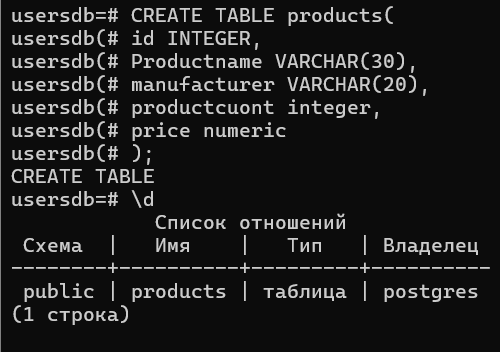 usersdb=# CREATE TABLE products(
usersdb(# id INTEGER,
usersdb(# Productname VARCHAR(30),
usersdb(# manufacturer VARCHAR(20),
usersdb(# productcuont integer,
usersdb(# price numeric
usersdb(# );
CREATE TABLE
usersdb=# \d
Список отношений
Схема | Имя | Тип | Владелец
--------+----------+---------+----------
public | products | таблица | postgres
(1 строка)